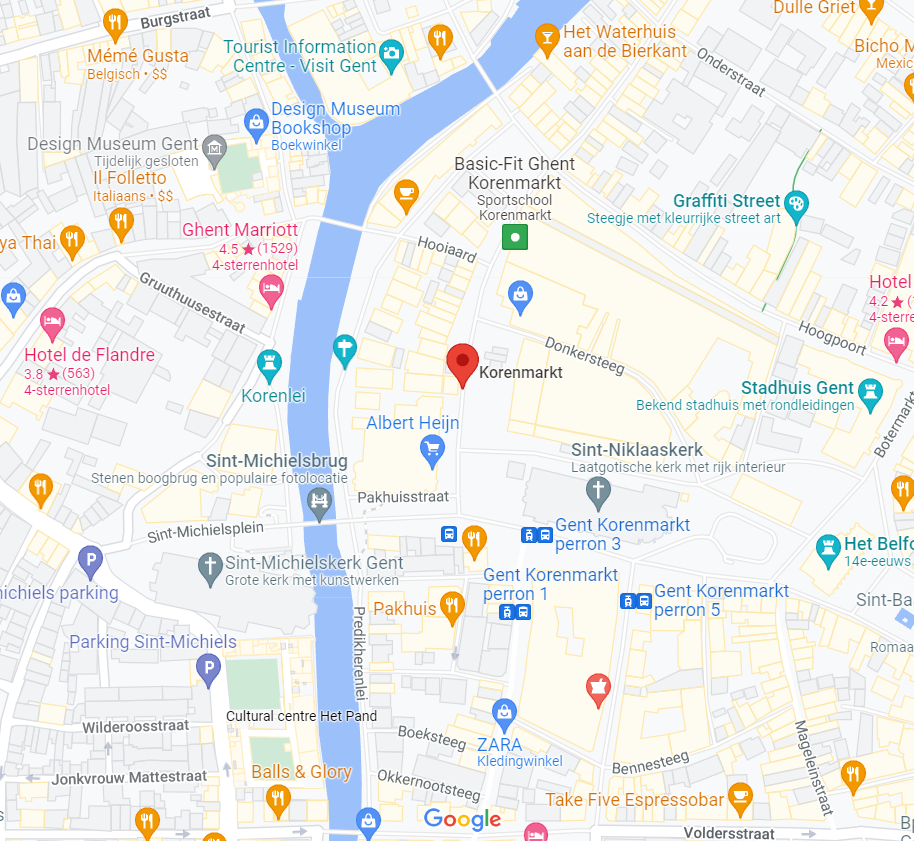 Burgstraat
Dulle Griet
Mémé Gusta
Belgisch • $$
Tourist Information
Centre - Visit Gent
Het Waterhuis
aan de Bierkant
Bicho M
Mexic
Onderstraat
Design Museum
Bookshop
Boekwinkel
Design Museum Gent
Tijdelijk gesloten
Il Folletto
Italiaans • $$
Basic-Fit Ghent
Korenmarkt
Sportschool
Korenmarkt
Graffiti Street
Steegje met kleurrijke street art
ya Thai
Ghent Marriott
4.5 ★ (1529)
4-sterrenhotel
Hooiaard
Gruuthuusestraat
Hotel
4.2 ★ (
4-sterre
Hoogpoort
Hotel de Flandre
3.8 ★ (563)
4-sterrenhotel
Donkersteeg
Korenmarkt
Korenlei
Stadhuis Gent
Bekend stadhuis met rondleidingen
Botermarkt
Albert Heijn
Sint-Michielsbrug
Stenen boogbrug en populaire fotolocatie
Sint-Niklaaskerk
Laatgotische kerk met rijk interieur
Pakhuisstraat
Sint-Michielsplein
Gent Korenmarkt
perron 3
Het Belfo
14e-eeuws
P
Sint-Michielskerk Gent
Grote kerk met kunstwerken
Gent Korenmarkt
perron 1
Gent Korenmarkt
perron 5
michiels parking
Pakhuis
Sint-Ba
Romaa
Predikherenlei
Parking Sint-Michiels
P
Cultural centre Het Pand
Wilderoosstraat
Boeksteeg
ZARA
Kledingwinkel
Mageleinstraat
Bennesteeg
Jonkvrouw Mattestraat
Balls & Glory
Okkernootsteeg
Take Five Espressobar
Google
Voldersstraat